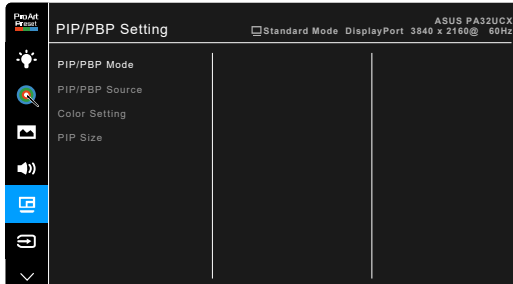 ProArt
Preset
PIP/PBP Setting
ASUS PA32UCX
Standard Mode DisplayPort 3840 x 2160@ 60Hz
PIP/PBP Mode
PIP/PBP Source
Color Setting
PIP Size